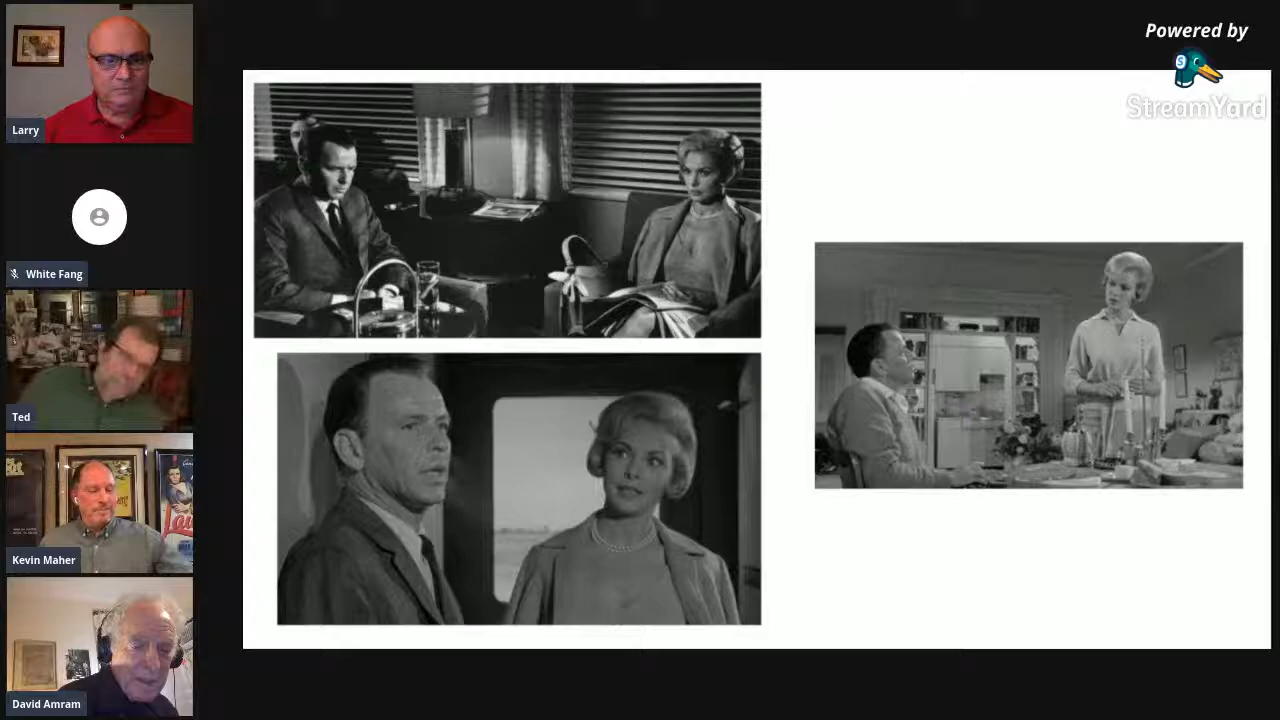 Powered by
StreamYard
Larry
White Fang
Ted
Kevin Maher
David Amram